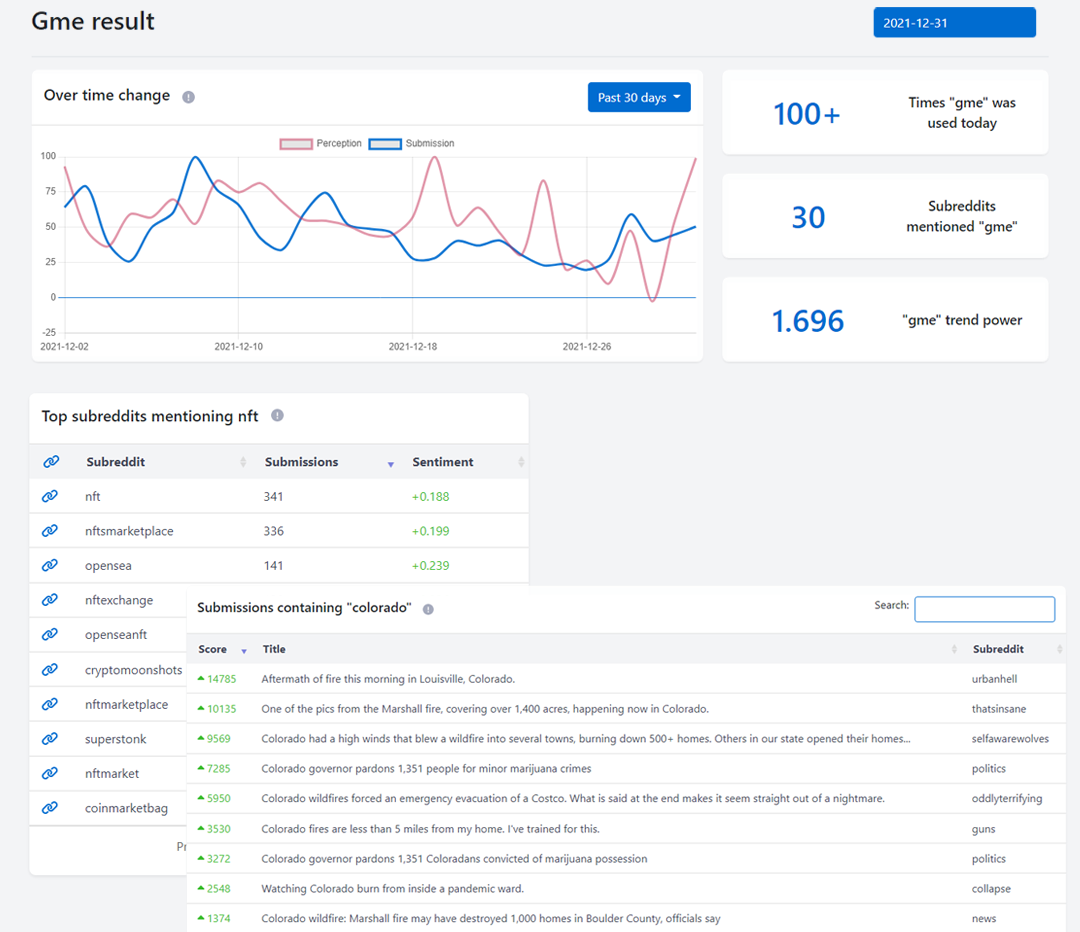 Gme result
2021-12-31
Over time change
Past 30 days
Perception Submission
100
75
50
25
0
-25
2021-12-02 2021-12-10 2021-12-18 2021-12-26
100+
Times "gme" was
used today
30
Subreddits
mentioned "gme"
1.696
"gme" trend power
Top subreddits mentioning nft
Subreddit Submissions Sentiment
nft 341 +0.188
nftsmarketplace 336 +0.199
opensea 141 +0.239
nftexchange
openseanft
cryptomoonshots
nftmarketplace
superstonk
nftmarket
coinmarketbag
Submissions containing "colorado"
Search:
Score Title Subreddit
14785 Aftermath of fire this morning in Louisville, Colorado. urbanhell
10135 One of the pics from the Marshall fire, covering over 1,400 acres, happening now in Colorado. thatsinsane
9569 Colorado had a high winds that blew a wildfire into several towns, burning down 500+ homes. Others in our state opened their homes... selfawarewolves
7285 Colorado governor pardons 1,351 people for minor marijuana crimes politics
5950 Colorado wildfires forced an emergency evacuation of a Costco. What is said at the end makes it seem straight out of a nightmare. oddlyterrifying
3530 Colorado fires are less than 5 miles from my home. I've trained for this. guns
3272 Colorado governor pardons 1,351 Coloradans convicted of marijuana possession politics
2548 Watching Colorado burn from inside a pandemic ward. collapse
1374 Colorado wildfire: Marshall fire may have destroyed 1,000 homes in Boulder County, officials say news